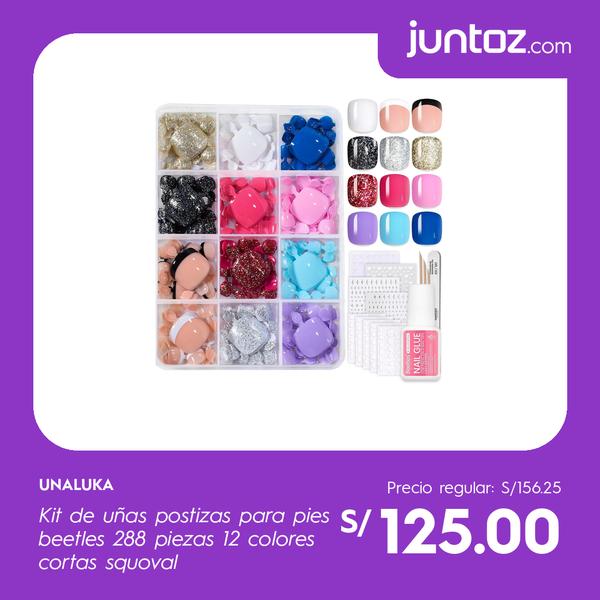 juntoz.com
NAIL GLUE
UNALUKA
Kit de uñas postizas para pies
beetles 288 piezas 12 colores
cortas squoval
Precio regular: S/156.25
S/125.00